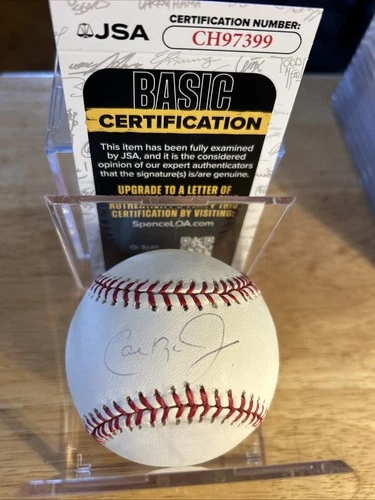 JSA
CERTIFICATION NUMBER:
CH97399
BASIC
CERTIFICATION
This item has been fully examined
by JSA, and it is the considered
opinion of our expert authenticators
that the signature(s) is/are genuine.
UPGRADE TO A LETTER OF
CERTIFICATION BY VISITING:
SpenceLOA.com
Or Scan